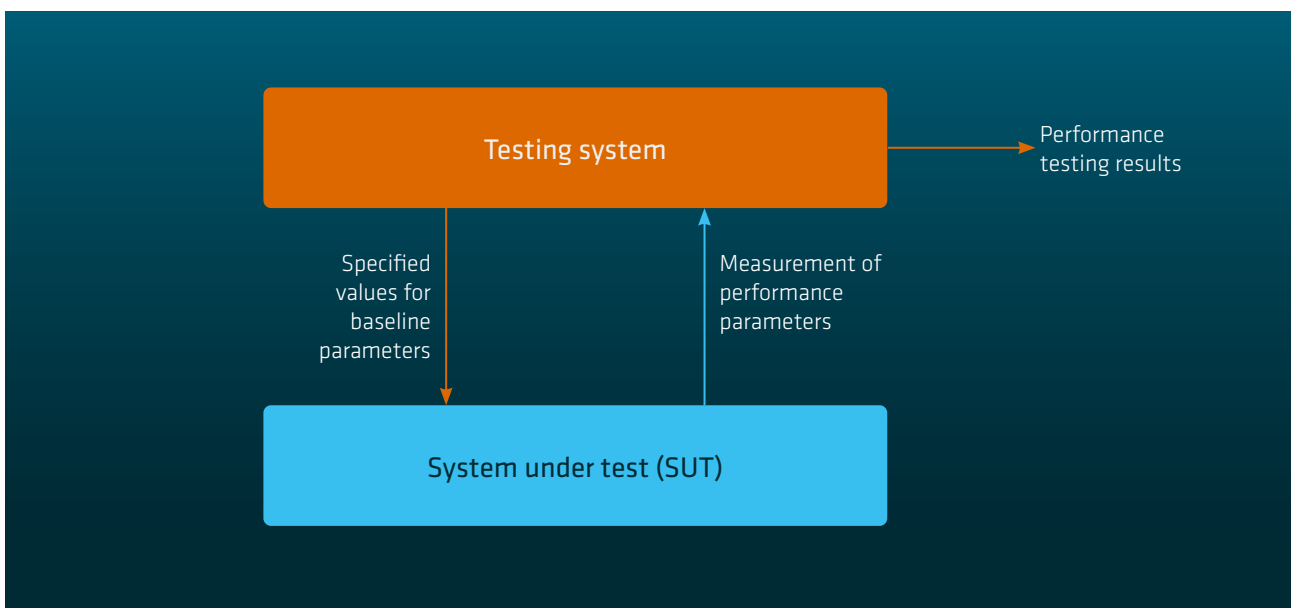 Testing system
Performance
testing results
Specified
values for
baseline
parameters
Measurement of
performance
parameters
System under test (SUT)